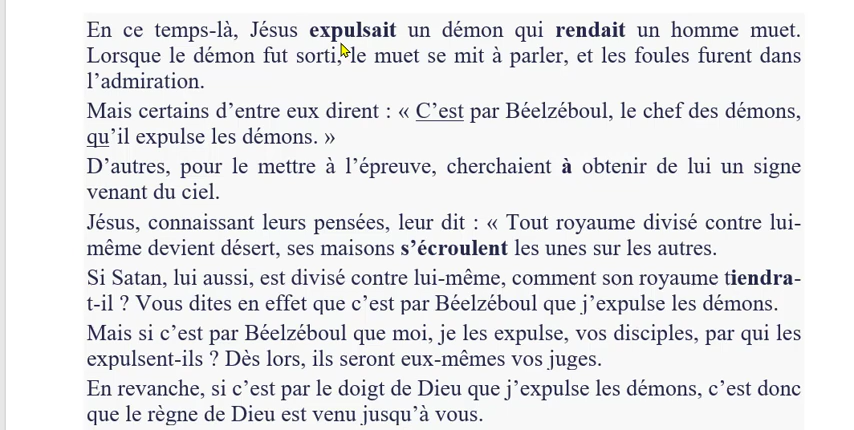 En ce temps-là, Jésus expulsait un démon qui rendait un homme muet.
Lorsque le démon fut sorti, le muet se mit à parler, et les foules furent dans
l’admiration.
Mais certains d’entre eux dirent : « C’est par Béelzéboul, le chef des démons,
qu’il expulse les démons. »
D’autres, pour le mettre à l’épreuve, cherchaient à obtenir de lui un signe
venant du ciel.
Jésus, connaissant leurs pensées, leur dit : « Tout royaume divisé contre lui-
même devient désert, ses maisons s’écroulent les unes sur les autres.
Si Satan, lui aussi, est divisé contre lui-même, comment son royaume tiendra-
t-il ? Vous dites en effet que c’est par Béelzéboul que j’expulse les démons.
Mais si c’est par Béelzéboul que moi, je les expulse, vos disciples, par qui les
expulsent-ils ? Dès lors, ils seront eux-mêmes vos juges.
En revanche, si c’est par le doigt de Dieu que j’expulse les démons, c’est donc
que le règne de Dieu est venu jusqu’à vous.